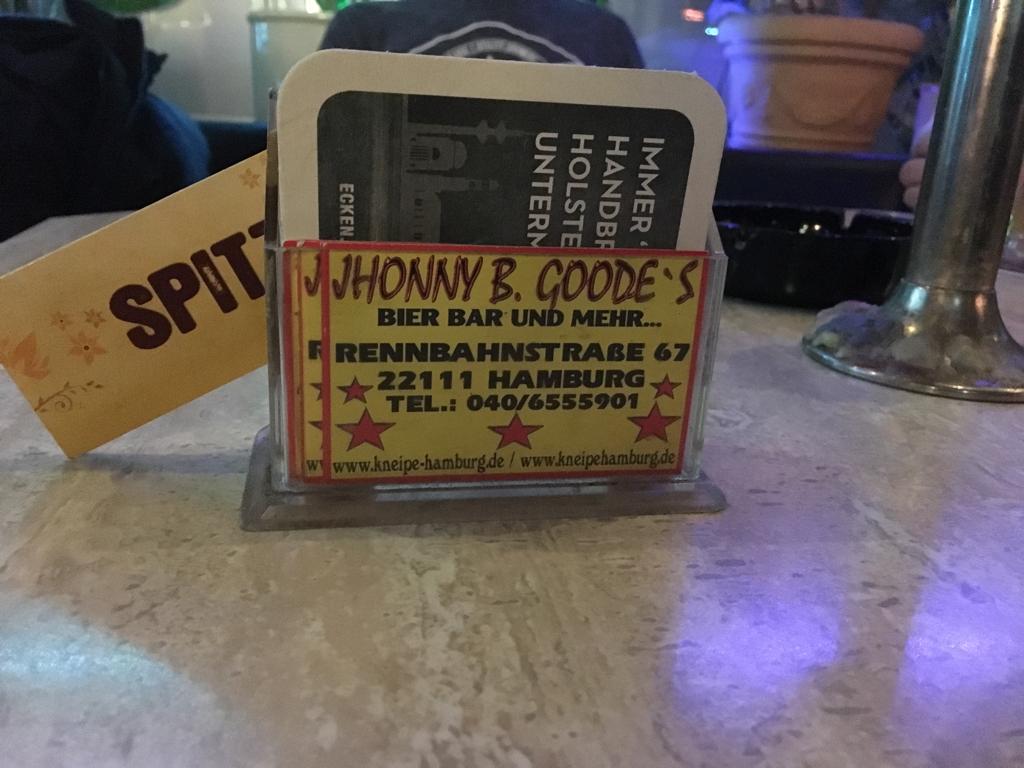 IMMER
HOLSTE
UNTERM
ECKEN
SPIT
JHONNY B. GOODE`S
BIER BAR UND MEHR...
RENNBAHNSTRAßE 67
22111 HAMBURG
TEL.: 040/6555901
www.kneipe-hamburg.de / www.kneipehamburg.de